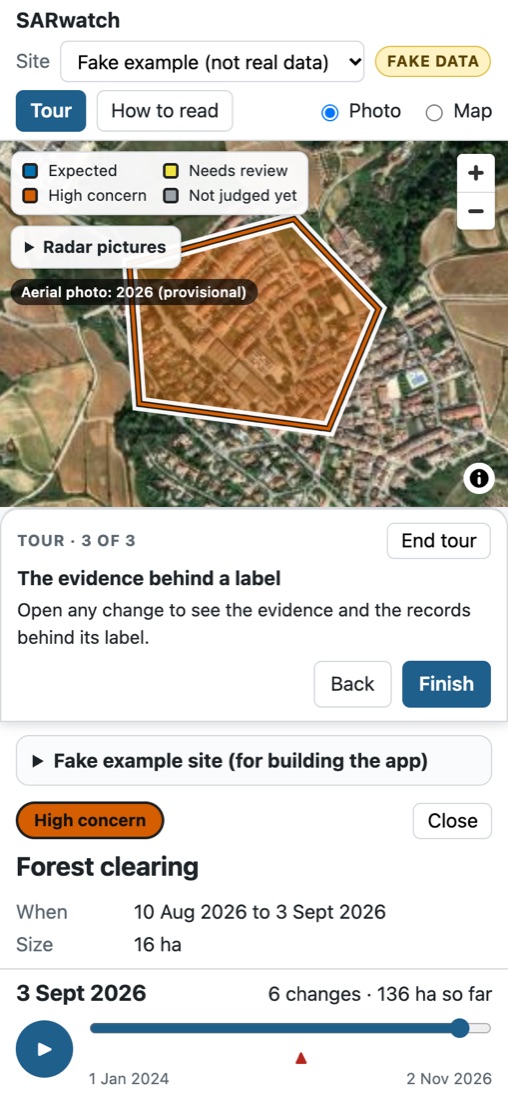 SARwatch
Site Fake example (not real data) FAKE DATA
Tour How to read Photo Map
Expected Needs review
High concern Not judged yet
Radar pictures
Aerial photo: 2026 (provisional)
TOUR · 3 OF 3 End tour
The evidence behind a label
Open any change to see the evidence and the records
behind its label.
Back Finish
Fake example site (for building the app)
High concern Close
Forest clearing
When 10 Aug 2026 to 3 Sept 2026
Size 16 ha
3 Sept 2026 6 changes · 136 ha so far
1 Jan 2024 2 Nov 2026